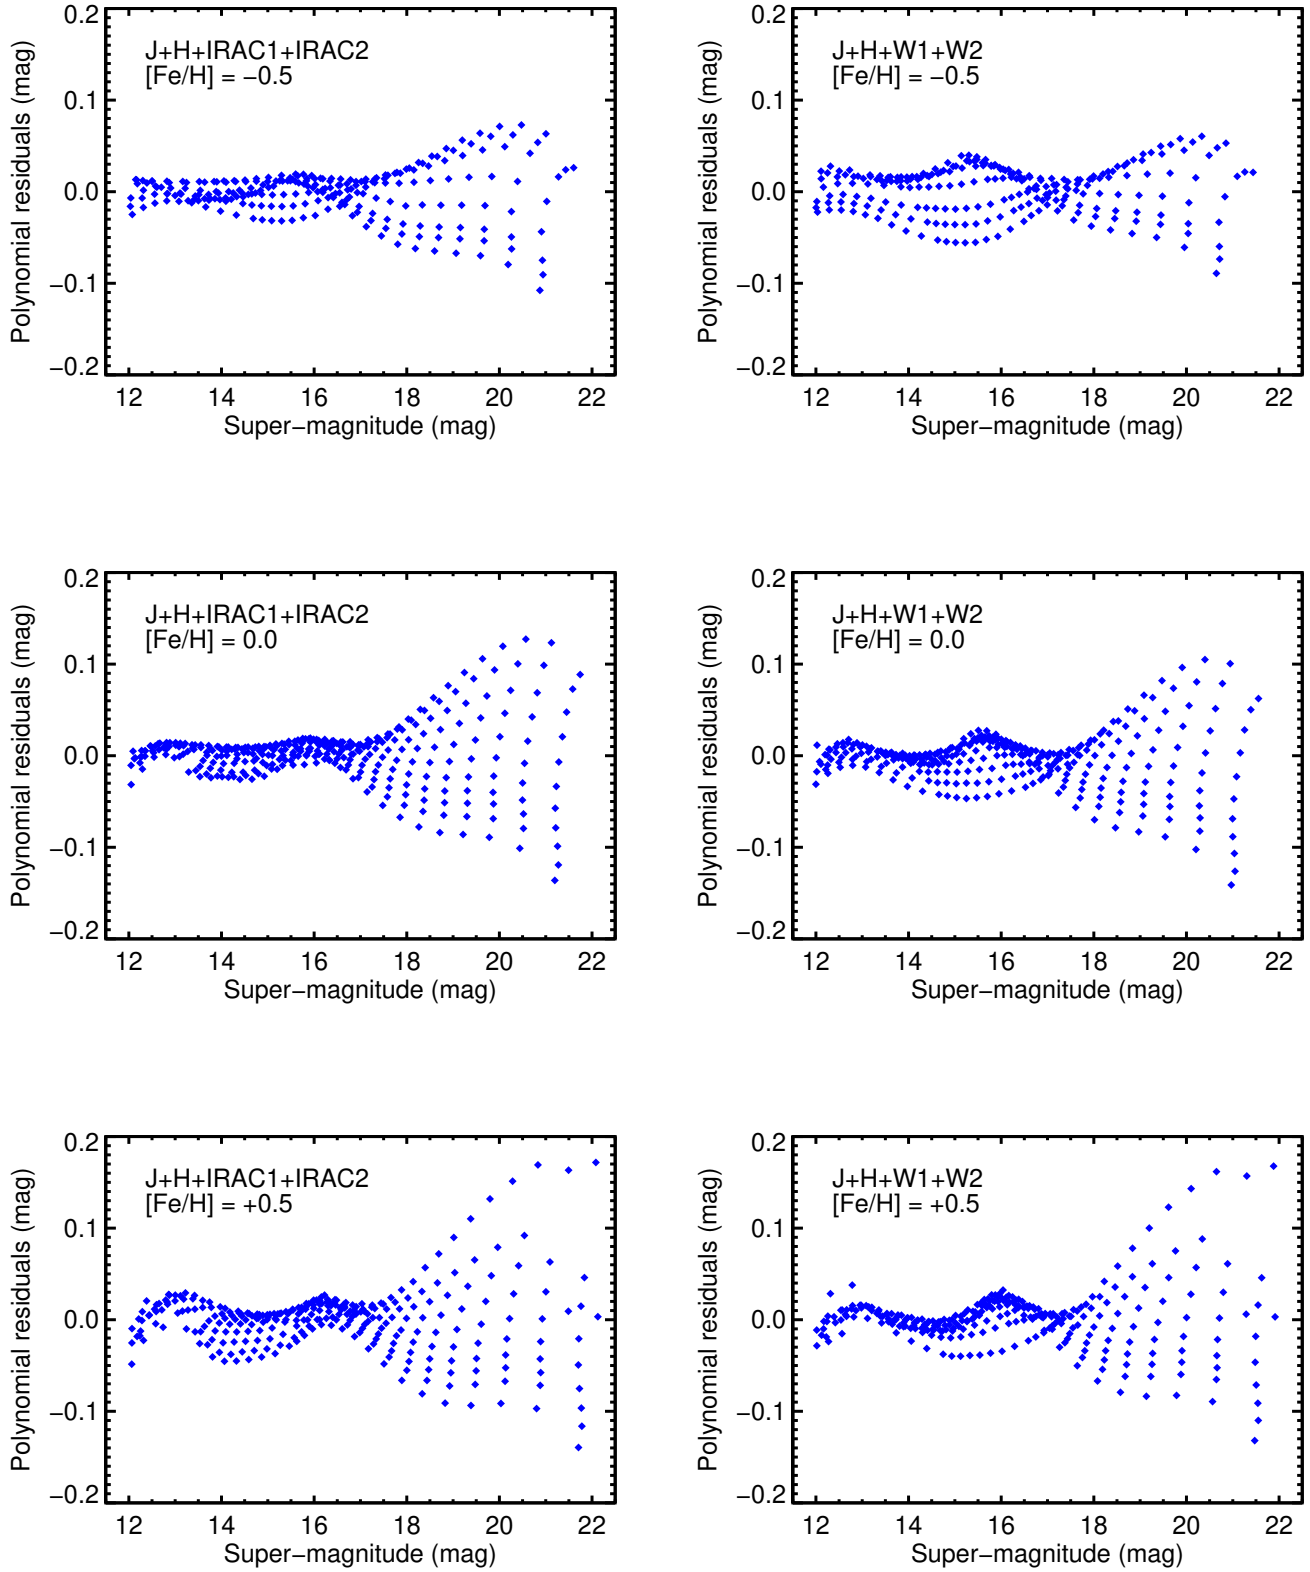 0.2
0.1
0.0
−0.1
−0.2
Polynomial residuals (mag)
J+H+IRAC1+IRAC2
[Fe/H] = −0.5
12 14 16 18 20 22
Super−magnitude (mag)
0.2
0.1
0.0
−0.1
−0.2
Polynomial residuals (mag)
J+H+W1+W2
[Fe/H] = −0.5
12 14 16 18 20 22
Super−magnitude (mag)
0.2
0.1
0.0
−0.1
−0.2
Polynomial residuals (mag)
J+H+IRAC1+IRAC2
[Fe/H] = 0.0
12 14 16 18 20 22
Super−magnitude (mag)
0.2
0.1
0.0
−0.1
−0.2
Polynomial residuals (mag)
J+H+W1+W2
[Fe/H] = 0.0
12 14 16 18 20 22
Super−magnitude (mag)
0.2
0.1
0.0
−0.1
−0.2
Polynomial residuals (mag)
J+H+IRAC1+IRAC2
[Fe/H] = +0.5
12 14 16 18 20 22
Super−magnitude (mag)
0.2
0.1
0.0
−0.1
−0.2
Polynomial residuals (mag)
J+H+W1+W2
[Fe/H] = +0.5
12 14 16 18 20 22
Super−magnitude (mag)